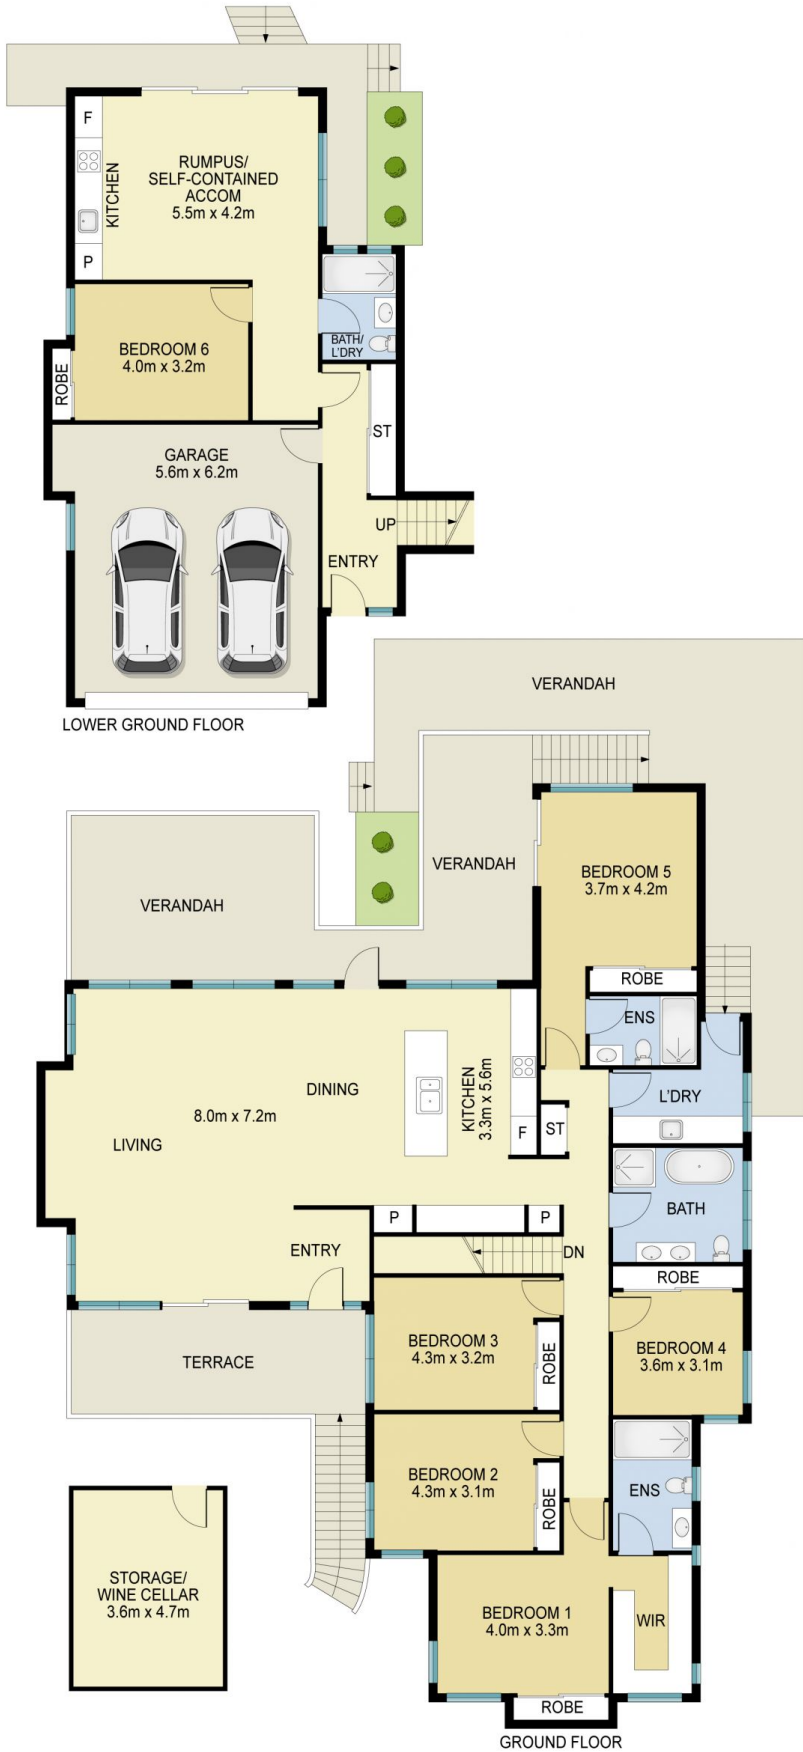 F
RUMPUS/
SELF-CONTAINED
ACCOM
5.5m x 4.2m
KITCHEN
P
BEDROOM 6
4.0m x 3.2m
BATH/
L'DRY
ROBE
ST
GARAGE
5.6m x 6.2m
UP
ENTRY
LOWER GROUND FLOOR
VERANDAH
VERANDAH
VERANDAH
BEDROOM 5
3.7m x 4.2m
ROBE
ENS
KITCHEN
3.3m x 5.6m
DINING
8.0m x 7.2m
LIVING
F
ST
L'DRY
BATH
P
P
ENTRY
DN
ROBE
BEDROOM 3
4.3m x 3.2m
ROBE
BEDROOM 4
3.6m x 3.1m
TERRACE
BEDROOM 2
4.3m x 3.1m
ROBE
ENS
STORAGE/
WINE CELLAR
3.6m x 4.7m
BEDROOM 1
4.0m x 3.3m
WIR
ROBE
GROUND FLOOR